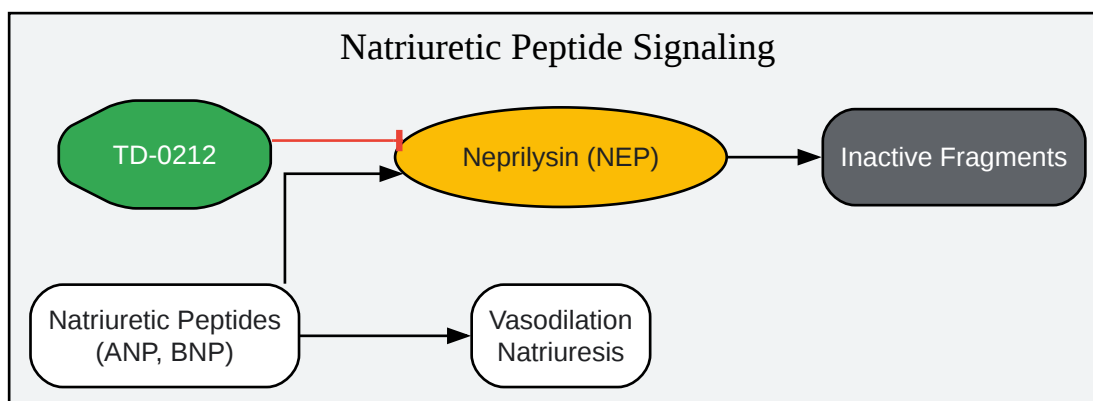 Natriuretic Peptide Signaling
TD-0212
Neprilysin (NEP)
Inactive Fragments
Natriuretic Peptides
(ANP, BNP)
Vasodilation
Natriuresis